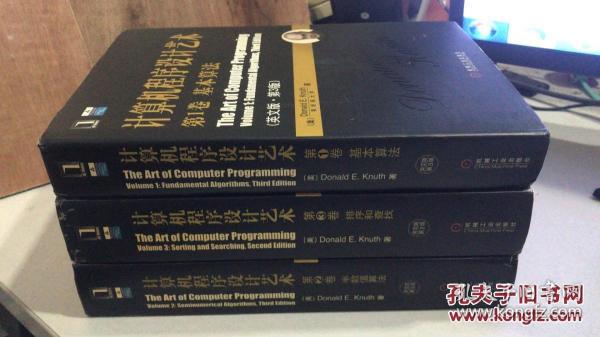 计算机程序设计艺术
第1卷 基本算法
The Art of Computer Programming
Volume 1: Fundamental Algorithms, Third Edition
(英文版·第3版)
[美] Donald E. Knuth 著
计算机程序设计艺术 第1卷 基本算法
The Art of Computer Programming
Volume 1: Fundamental Algorithms, Third Edition
[美] Donald E. Knuth 著
机械工业出版社
China Machine Press
计算机程序设计艺术 第3卷 排序和查找
The Art of Computer Programming
Volume 3: Sorting and Searching, Second Edition
[美] Donald E. Knuth 著
机械工业出版社
China Machine Press
计算机程序设计艺术 第2卷 半数值算法
The Art of Computer Programming
Volume 2: Seminumerical Algorithms, Third Edition
[美] Donald E. Knuth 著
孔夫子旧书网
www.kongfz.com